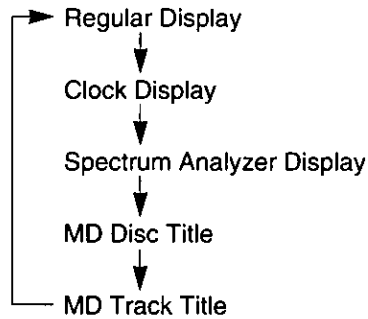 Regular Display
Clock Display
Spectrum Analyzer Display
MD Disc Title
MD Track Title